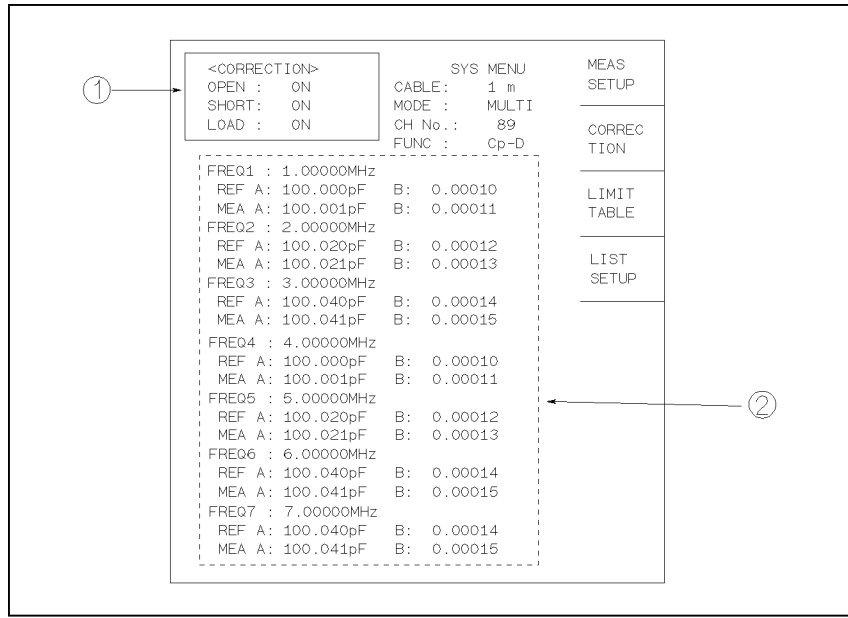 ①
<CORRECTION>
OPEN : ON
SHORT: ON
LOAD : ON
SYS MENU
CABLE: 1 m
MODE : MULTI
CH No.: 89
FUNC : Cp-D
FREQ1 : 1.00000MHz
REF A: 100.000pF B: 0.00010
MEA A: 100.001pF B: 0.00011
FREQ2 : 2.00000MHz
REF A: 100.020pF B: 0.00012
MEA A: 100.021pF B: 0.00013
FREQ3 : 3.00000MHz
REF A: 100.040pF B: 0.00014
MEA A: 100.041pF B: 0.00015
FREQ4 : 4.00000MHz
REF A: 100.000pF B: 0.00010
MEA A: 100.001pF B: 0.00011
FREQ5 : 5.00000MHz
REF A: 100.020pF B: 0.00012
MEA A: 100.021pF B: 0.00013
FREQ6 : 6.00000MHz
REF A: 100.040pF B: 0.00014
MEA A: 100.041pF B: 0.00015
FREQ7 : 7.00000MHz
REF A: 100.040pF B: 0.00014
MEA A: 100.041pF B: 0.00015
MEAS
SETUP
CORREC
TION
LIMIT
TABLE
LIST
SETUP
②